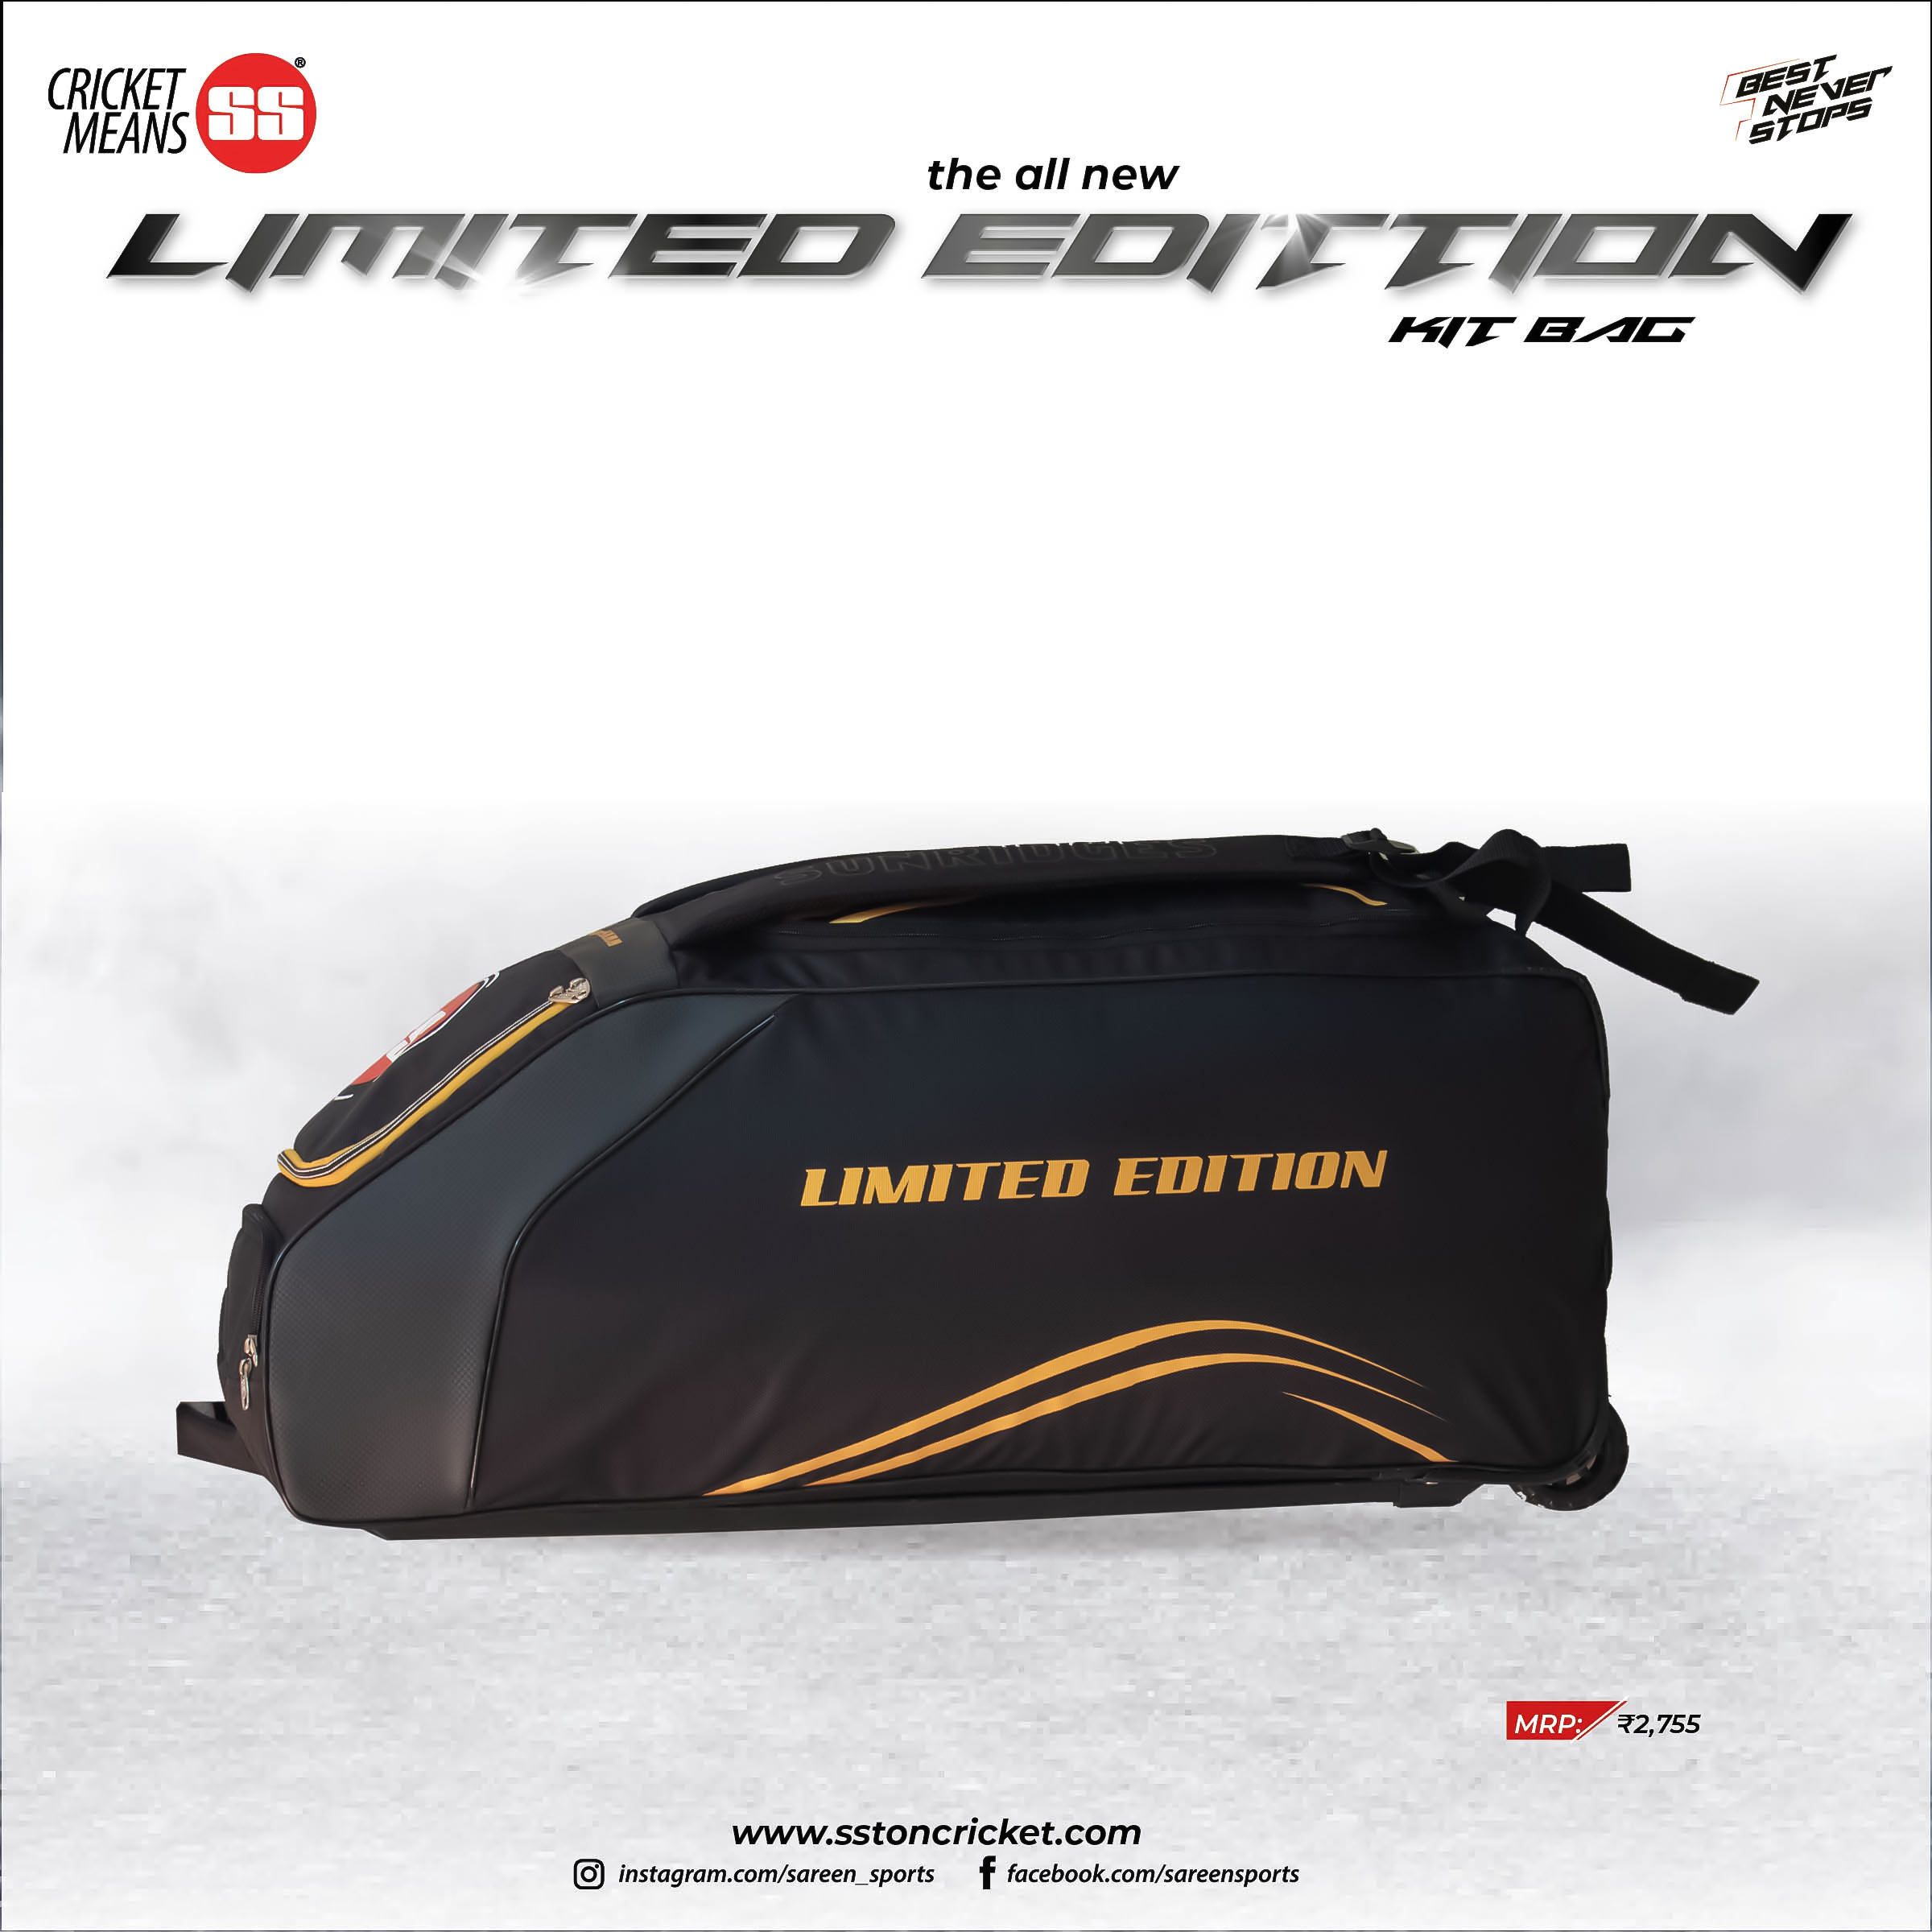 CRICKET
MEANS
SS®
BEST
NEVER
STOPS
the all new
LIMITED EDITTION
KIT BAG
SUNRIDGES
LIMITED EDITION
MRP: ₹2,755
www.sstoncricket.com
instagram.com/sareen_sports facebook.com/sareensports